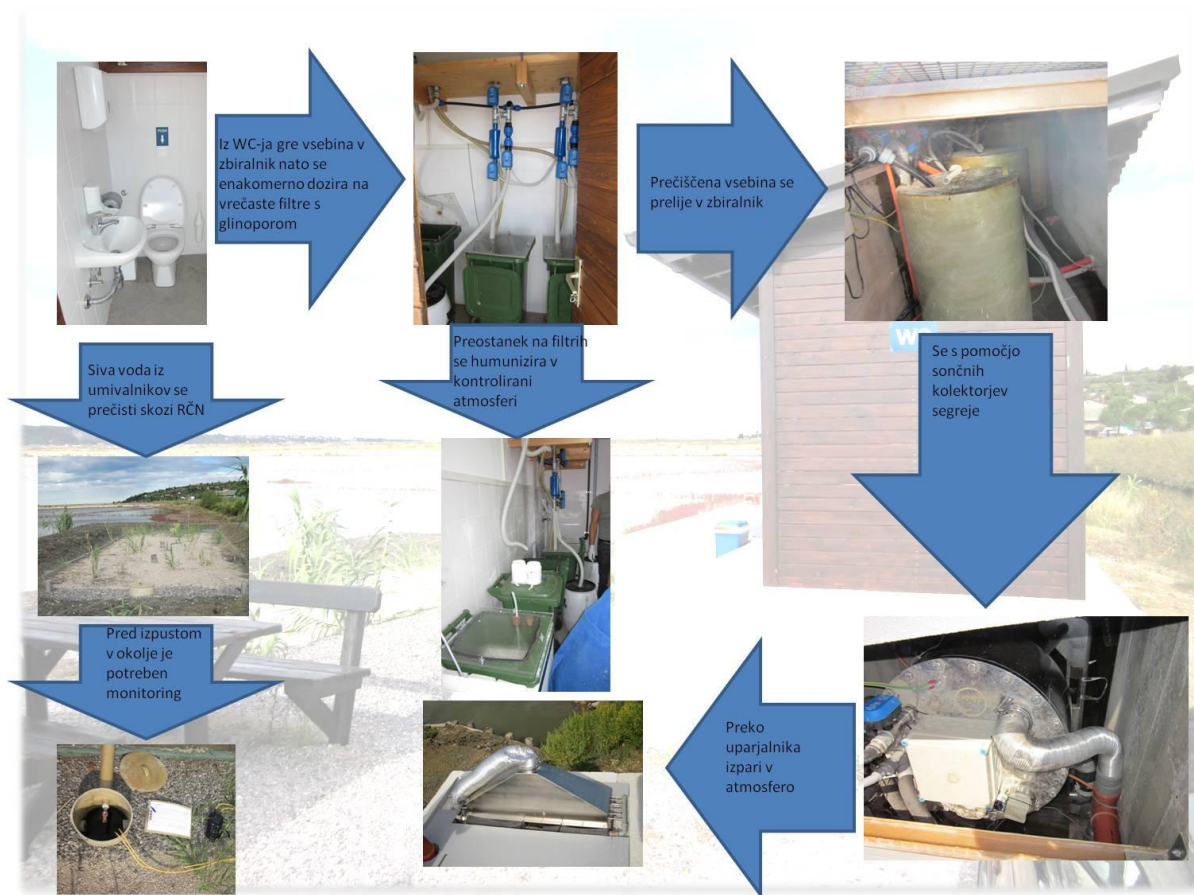 Iz WC-ja gre vsebina v
zbiralnik nato se
enakomerno dozira na
vrečaste filtre s
glinoporom
Prečiščena vsebina se
prelije v zbiralnik
Siva voda iz
umivalnikov se
prečisti skozi RČN
Preostanek na filtrih
se humunizira v
kontrolirani
atmosferi
Se s pomočjo
sončnih
kolektorjev
segreje
Pred izpustom
v okolje je
potreben
monitoring
Preko
uparjalnika
izpari v
atmosfero